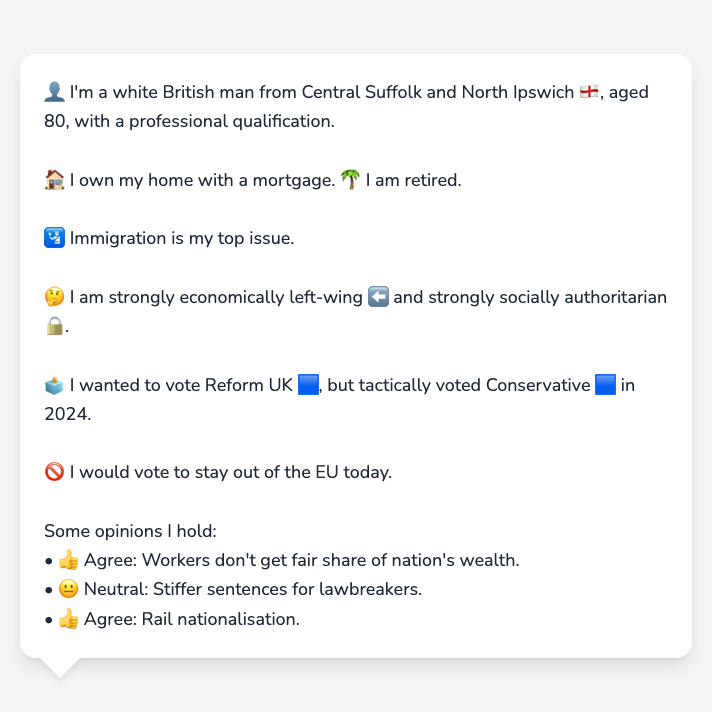 👤 I'm a white British man from Central Suffolk and North Ipswich 🏴󠁧󠁢󠁥󠁮󠁧󠁿, aged
80, with a professional qualification.
🏠 I own my home with a mortgage. 🌴 I am retired.
🛂 Immigration is my top issue.
🤔 I am strongly economically left-wing ⬅️ and strongly socially authoritarian
🔒.
🗳️ I wanted to vote Reform UK 🟦, but tactically voted Conservative 🟦 in
2024.
🚫 I would vote to stay out of the EU today.
Some opinions I hold:
• 👍 Agree: Workers don't get fair share of nation's wealth.
• 😐 Neutral: Stiffer sentences for lawbreakers.
• 👍 Agree: Rail nationalisation.